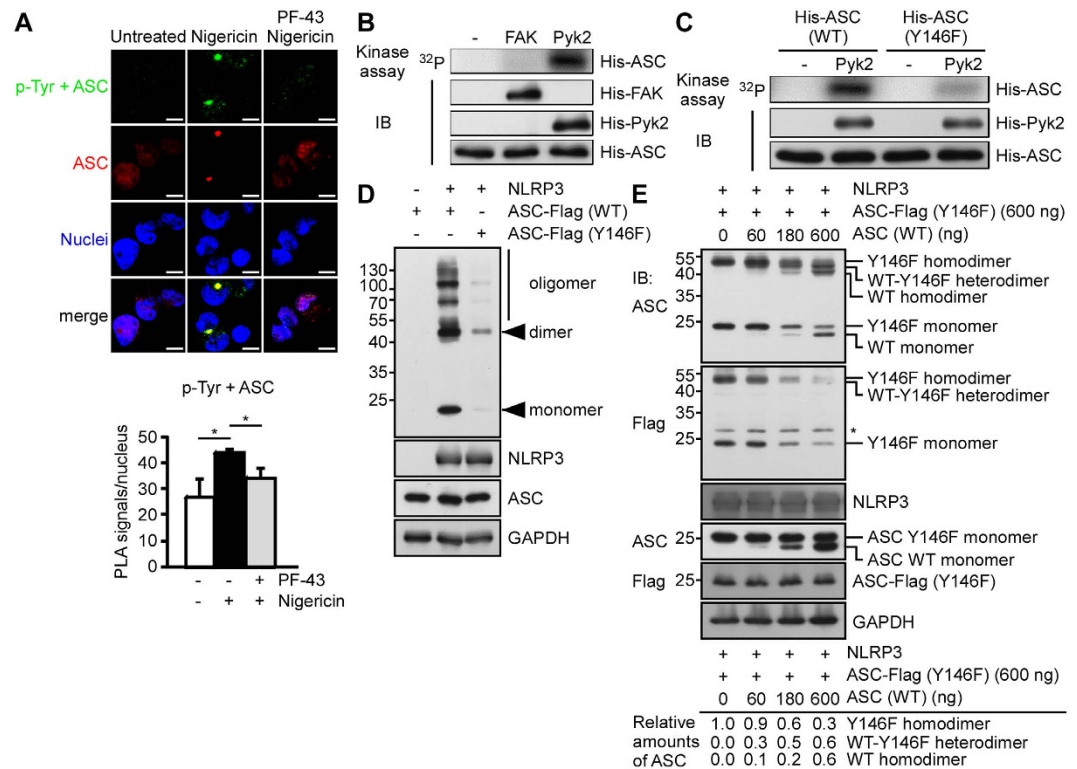 A
Untreated Nigericin PF-43 Nigericin
p-Tyr + ASC
ASC
Nuclei
merge
p-Tyr + ASC
PLA signals/nucleus
50
40
30
20
10
0
*
*
- - + PF-43
- + + Nigericin
B
- FAK Pyk2
Kinase assay 32P His-ASC
IB His-FAK
His-Pyk2
His-ASC
C
His-ASC (WT) His-ASC (Y146F)
- Pyk2 - Pyk2
Kinase assay 32P His-ASC
IB His-Pyk2
His-ASC
D
- + + NLRP3
+ + - ASC-Flag (WT)
- - + ASC-Flag (Y146F)
130
100
70
55
40
25
oligomer
dimer
monomer
NLRP3
ASC
GAPDH
E
+ + + + NLRP3
+ + + + ASC-Flag (Y146F) (600 ng)
0 60 180 600 ASC (WT) (ng)
IB:
ASC
55
40
35
25
Y146F homodimer
WT-Y146F heterodimer
WT homodimer
Y146F monomer
WT monomer
Flag
55
40
35
25
Y146F homodimer
WT-Y146F heterodimer
*
Y146F monomer
NLRP3
ASC 25 ASC Y146F monomer
ASC WT monomer
Flag 25 ASC-Flag (Y146F)
GAPDH
+ + + + NLRP3
+ + + + ASC-Flag (Y146F) (600 ng)
0 60 180 600 ASC (WT) (ng)
Relative amounts of ASC
1.0 0.9 0.6 0.3 Y146F homodimer
0.0 0.3 0.5 0.6 WT-Y146F heterodimer
0.0 0.1 0.2 0.6 WT homodimer